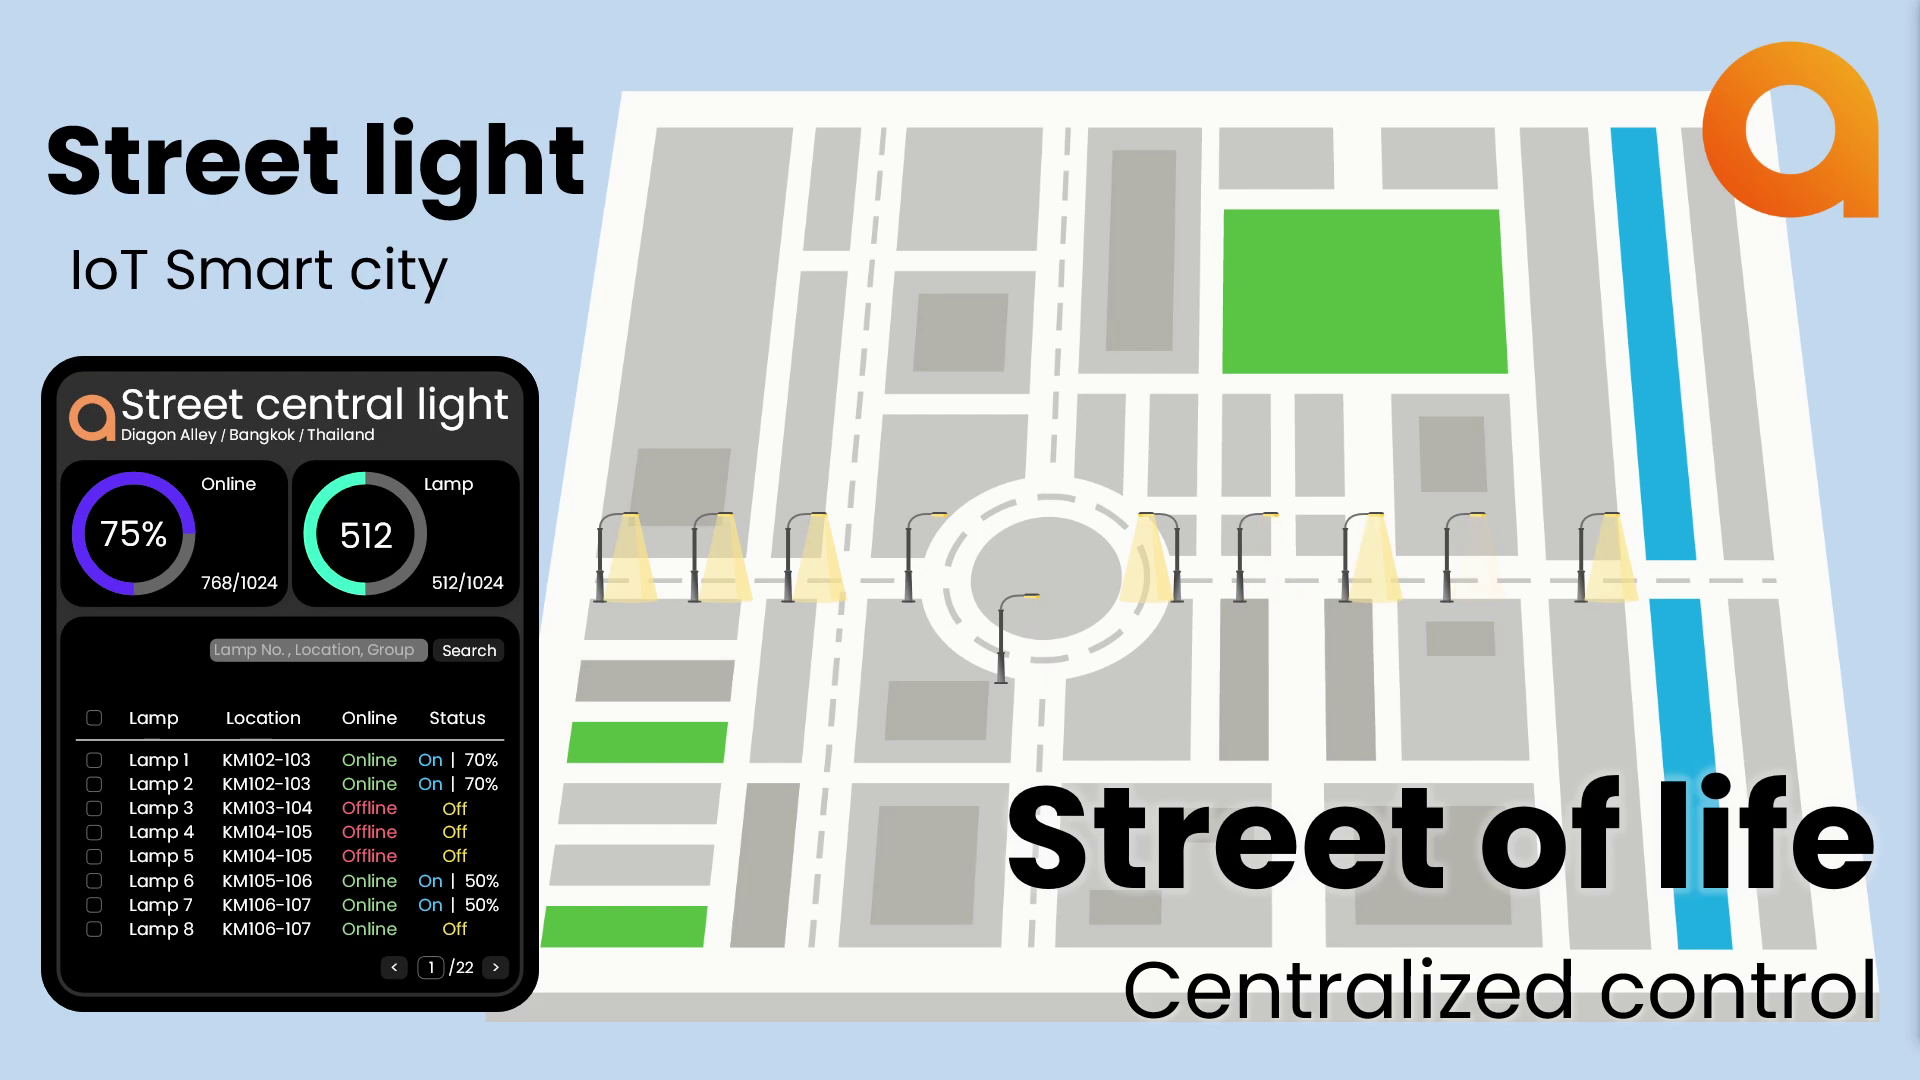 Street light
IoT Smart city
Street central light
Diagon Alley / Bangkok / Thailand
75%
Online
768/1024
512
Lamp
512/1024
Lamp No. , Location, Group
Search
Lamp Location Online Status
Lamp 1 KM102-103 Online On | 70%
Lamp 2 KM102-103 Online On | 70%
Lamp 3 KM103-104 Offline Off
Lamp 4 KM104-105 Offline Off
Lamp 5 KM104-105 Offline Off
Lamp 6 KM105-106 Online On | 50%
Lamp 7 KM106-107 Online On | 50%
Lamp 8 KM106-107 Online Off
< 1 /22 >
Street of life
Centralized control